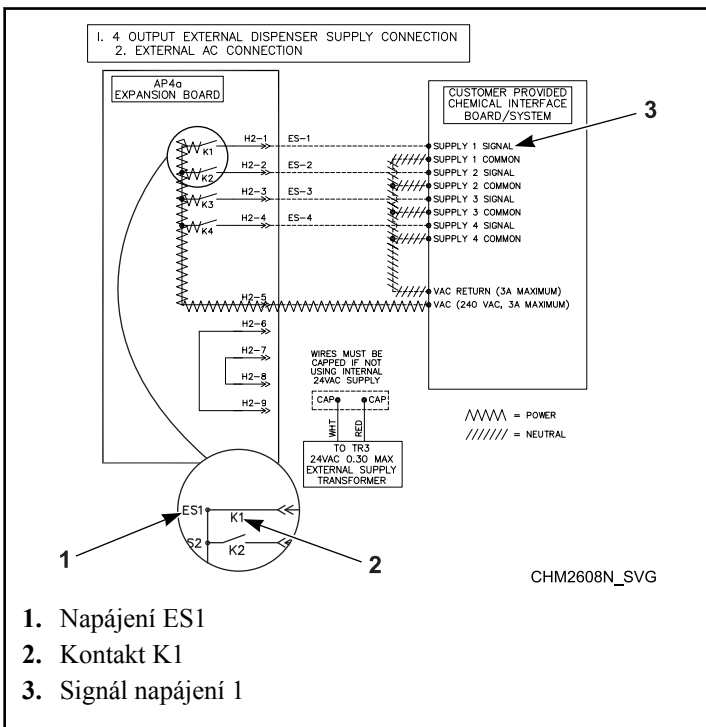 I. 4 OUTPUT EXTERNAL DISPENSER SUPPLY CONNECTION
2. EXTERNAL AC CONNECTION
AP4a
EXPANSION BOARD
CUSTOMER PROVIDED
CHEMICAL INTERFACE
BOARD/SYSTEM
3
K1
H2-1
ES-1
SUPPLY 1 SIGNAL
SUPPLY 1 COMMON
K2
H2-2
ES-2
SUPPLY 2 SIGNAL
SUPPLY 2 COMMON
K3
H2-3
ES-3
SUPPLY 3 SIGNAL
SUPPLY 3 COMMON
K4
H2-4
ES-4
SUPPLY 4 SIGNAL
SUPPLY 4 COMMON
VAC RETURN (3A MAXIMUM)
H2-5
VAC (240 VAC, 3A MAXIMUM)
H2-6
H2-7
H2-8
H2-9
WIRES MUST BE
CAPPED IF NOT
USING INTERNAL
24VAC SUPPLY
CAP
CAP
WHT
RED
TO TR3
24VAC 0.30 MAX
EXTERNAL SUPPLY
TRANSFORMER
= POWER
= NEUTRAL
ES1
K1
S2
K2
1
2
CHM2608N_SVG
1. Napájení ES1
2. Kontakt K1
3. Signál napájení 1